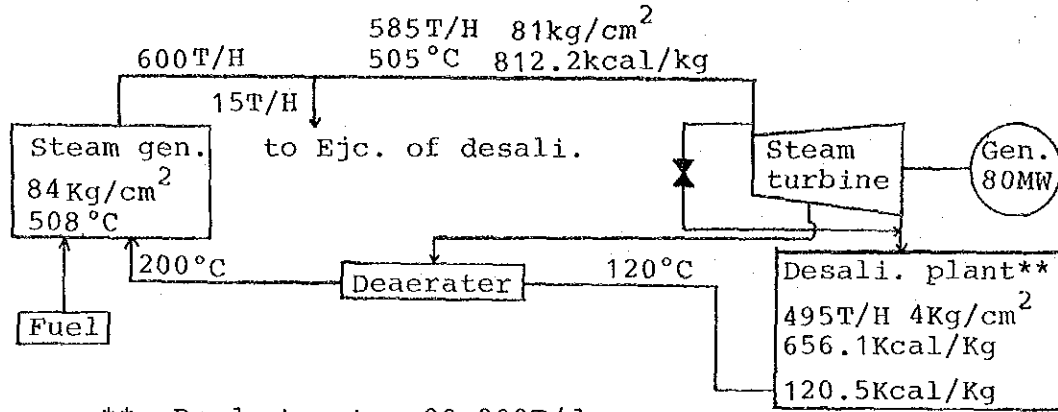 585T/H 81kg/cm²
600T/H 505°C 812.2kcal/kg
15T/H
Steam gen. to Ejc. of desali. Steam Gen.
84Kg/cm² turbine 80MW
508°C
200°C 120°C Desali. plant**
Deaerater 495T/H 4Kg/cm²
Fuel 656.1Kcal/Kg
120.5Kcal/Kg